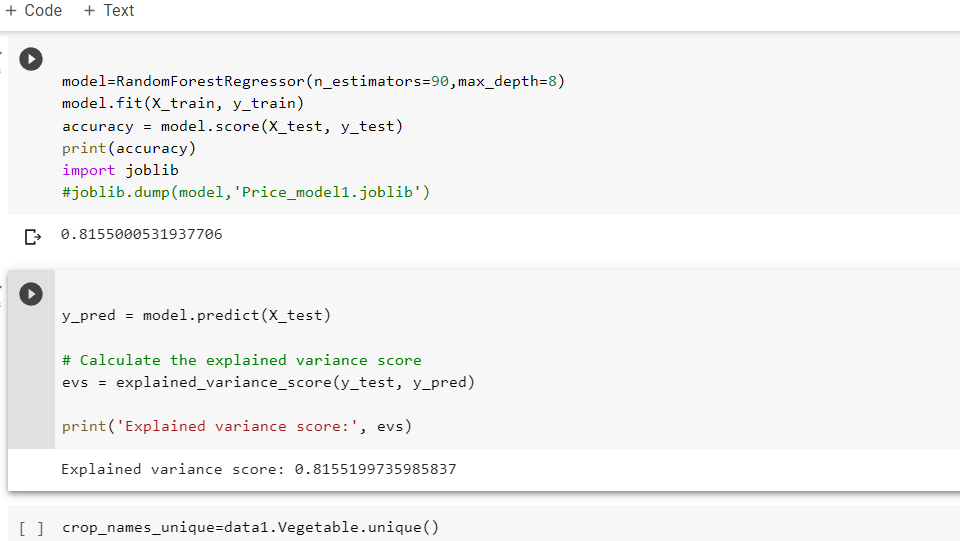 + Code + Text
model=RandomForestRegressor(n_estimators=90,max_depth=8)
model.fit(X_train, y_train)
accuracy = model.score(X_test, y_test)
print(accuracy)
import joblib
#joblib.dump(model,'Price_model1.joblib')
0.8155000531937706
y_pred = model.predict(X_test)
# Calculate the explained variance score
evs = explained_variance_score(y_test, y_pred)
print('Explained variance score:', evs)
Explained variance score: 0.8155199735985837
[ ] crop_names_unique=data1.Vegetable.unique()